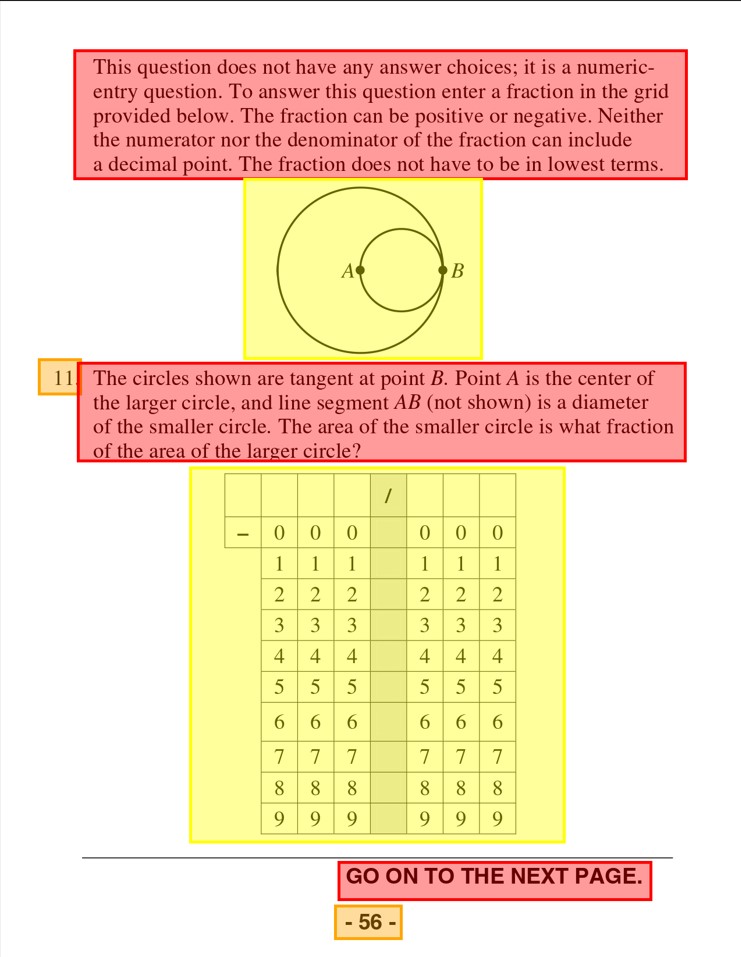 This question does not have any answer choices; it is a numeric-
entry question. To answer this question enter a fraction in the grid
provided below. The fraction can be positive or negative. Neither
the numerator nor the denominator of the fraction can include
a decimal point. The fraction does not have to be in lowest terms.
A B
11. The circles shown are tangent at point B. Point A is the center of
the larger circle, and line segment AB (not shown) is a diameter
of the smaller circle. The area of the smaller circle is what fraction
of the area of the larger circle?
/
– 0 0 0 0 0 0
1 1 1 1 1 1
2 2 2 2 2 2
3 3 3 3 3 3
4 4 4 4 4 4
5 5 5 5 5 5
6 6 6 6 6 6
7 7 7 7 7 7
8 8 8 8 8 8
9 9 9 9 9 9
GO ON TO THE NEXT PAGE.
- 56 -